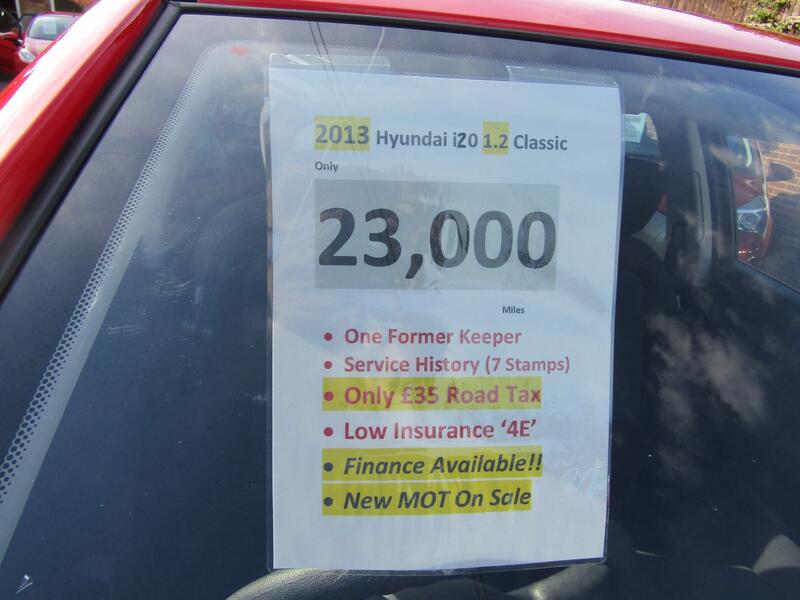 2013 Hyundai i20 1.2 Classic
Only
23,000
Miles
• One Former Keeper
• Service History (7 Stamps)
• Only £35 Road Tax
• Low Insurance ‘4E’
• Finance Available!!
• New MOT On Sale